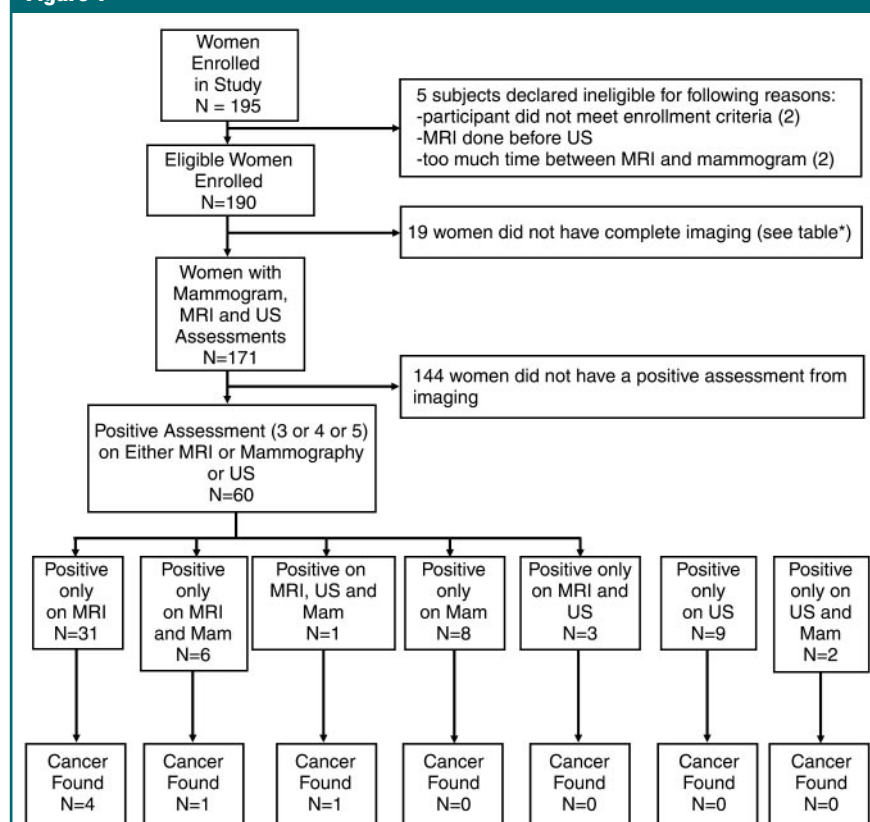 Women
Enrolled
in Study
N = 195
5 subjects declared ineligible for following reasons:
-participant did not meet enrollment criteria (2)
-MRI done before US
-too much time between MRI and mammogram (2)
Eligible Women
Enrolled
N=190
19 women did not have complete imaging (see table*)
Women with
Mammogram,
MRI and US
Assessments
N=171
144 women did not have a positive assessment from
imaging
Positive Assessment (3 or 4 or 5)
on Either MRI or Mammography
or US
N=60
Positive
only
on MRI
N=31
Positive
only
on MRI
and Mam
N=6
Positive on
MRI, US and
Mam
N=1
Positive
only
on Mam
N=8
Positive only
on MRI and
US
N=3
Positive
only
on US
N=9
Positive
only on
US and
Mam
N=2
Cancer
Found
N=4
Cancer
Found
N=1
Cancer
Found
N=1
Cancer
Found
N=0
Cancer
Found
N=0
Cancer
Found
N=0
Cancer
Found
N=0